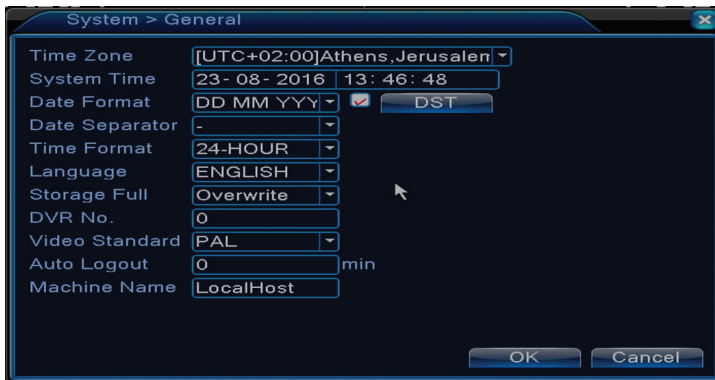 System > General
Time Zone [UTC+02:00]Athens,Jerusalem
System Time 23-08-2016 13:46:48
Date Format DD MM YYY DST
Date Separator -
Time Format 24-HOUR
Language ENGLISH
Storage Full Overwrite
DVR No. 0
Video Standard PAL
Auto Logout 0 min
Machine Name LocalHost
OK Cancel